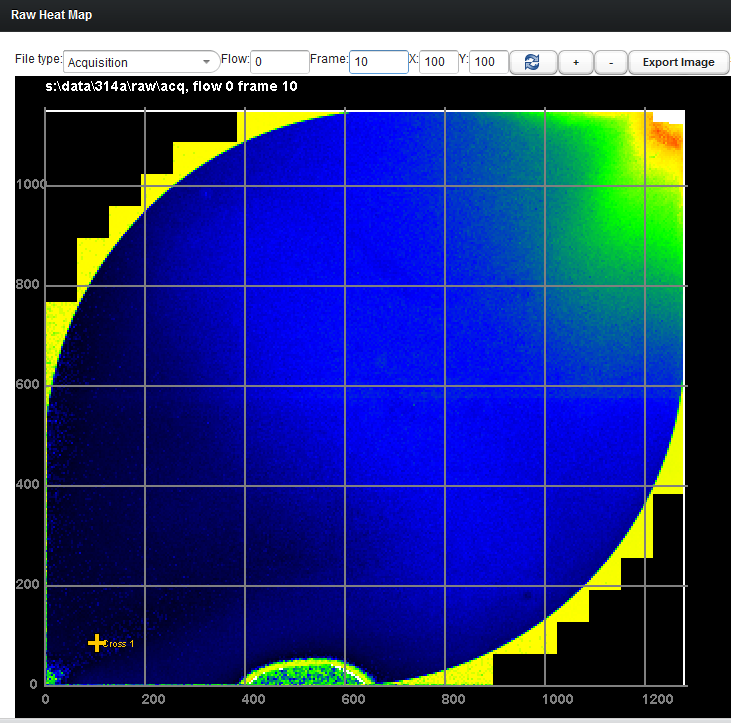 Raw Heat Map
File type: Acquisition Flow: 0 Frame: 10 X: 100 Y: 100 + - Export Image
s:\data\314a\raw\acq, flow 0 frame 10
1000
800
600
400
200
Cross 1
0
0 200 400 600 800 1000 1200